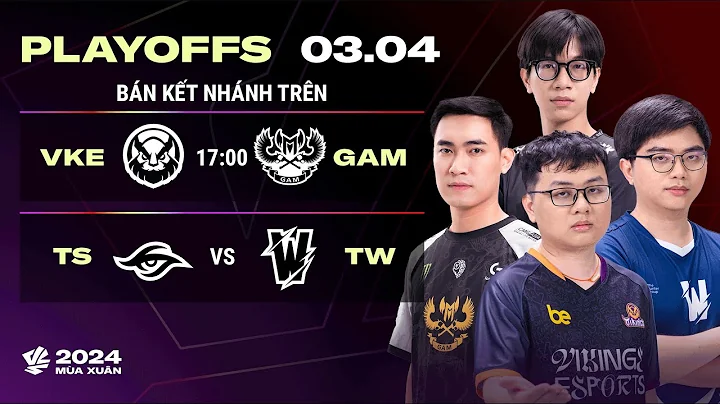 PLAYOFFS 03.04
BÁN KẾT NHÁNH TRÊN
VKE 17:00 GAM GAM
TS VS TW
2024
MÙA XUÂN
GAM
be
VIKINGS
ESPORTS